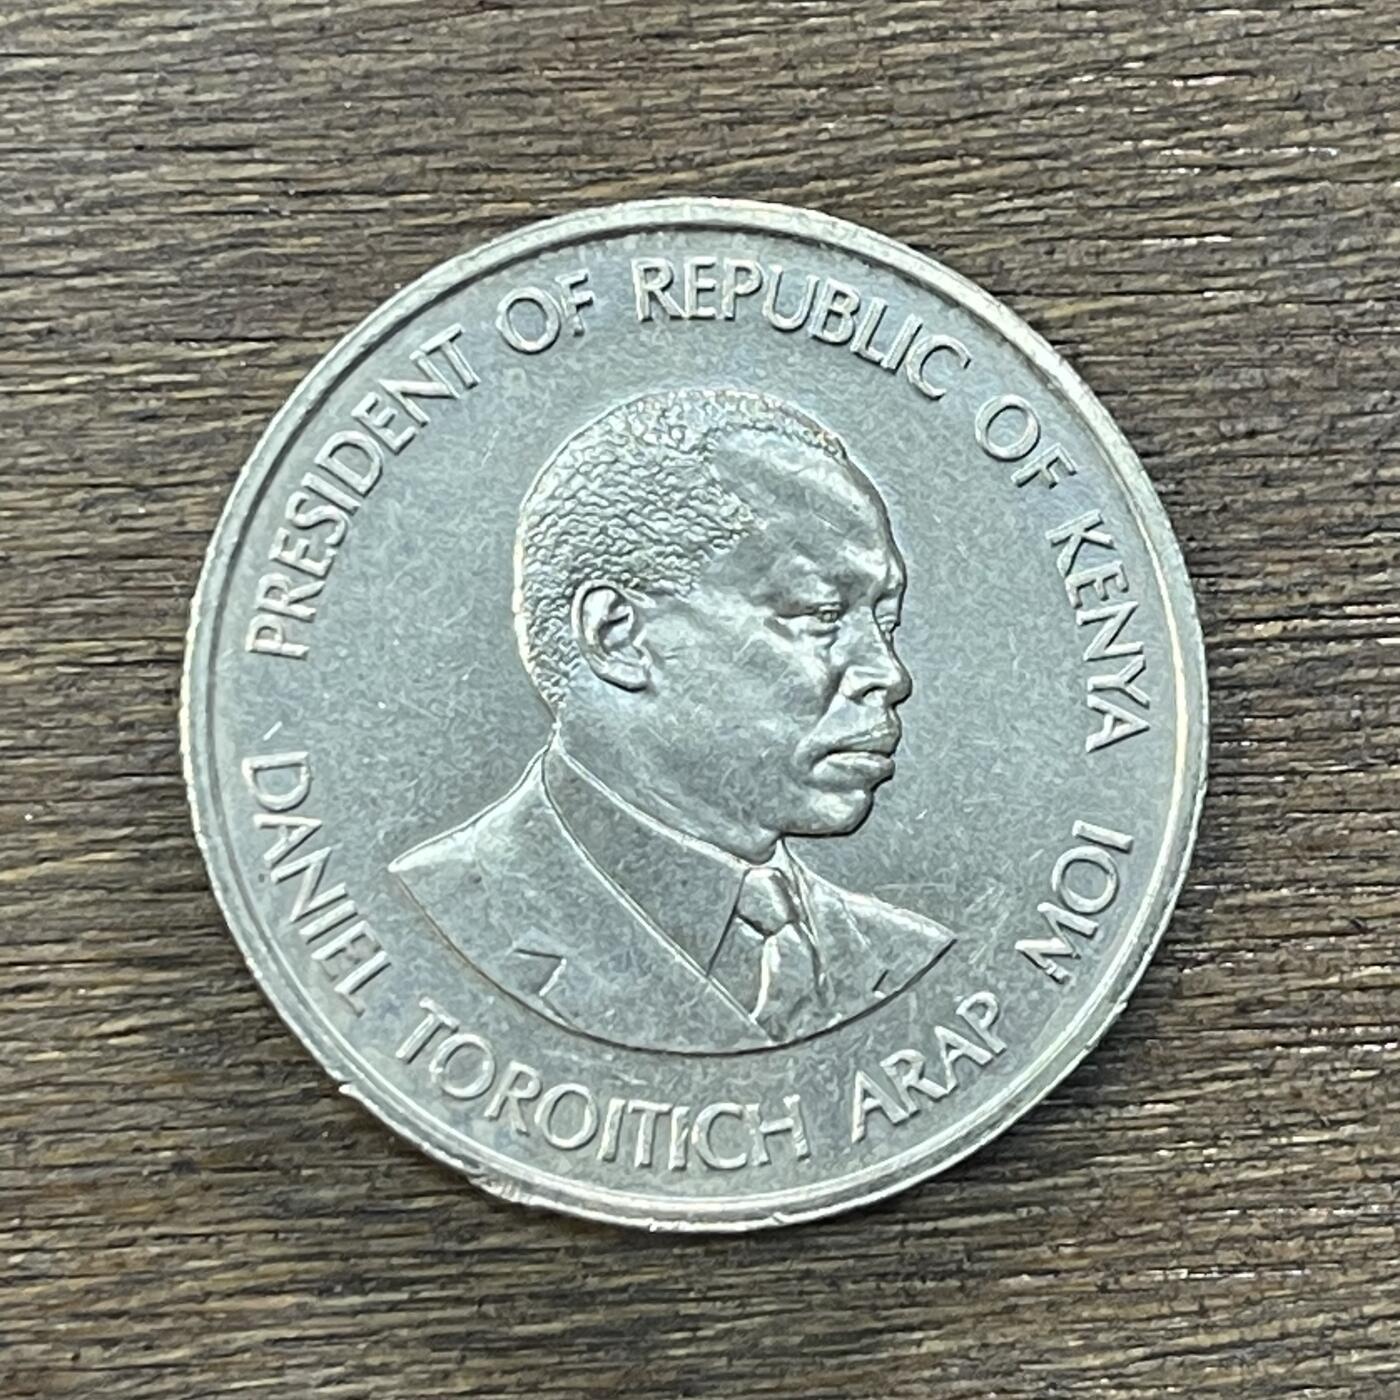 PRESIDENT OF REPUBLIC OF KENYA
DANIEL TOROITICH ARAP MOI